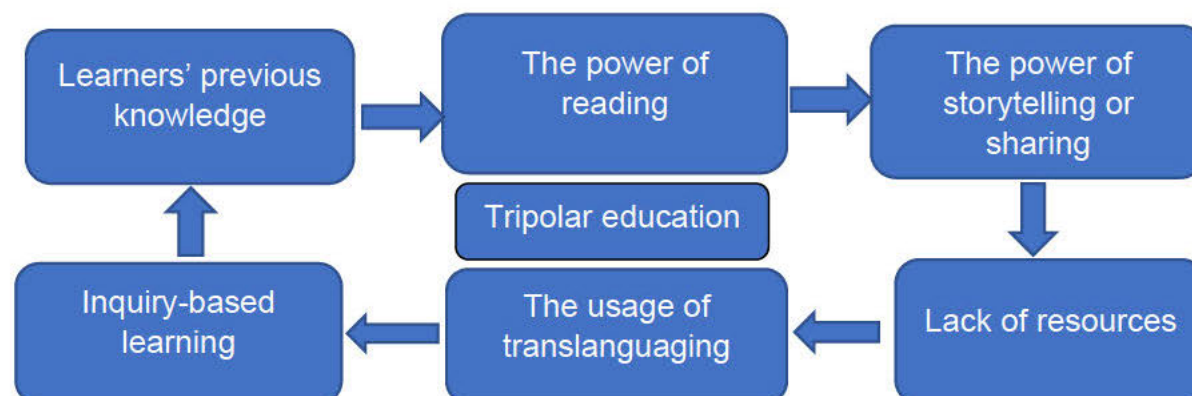 Learners’ previous
knowledge
The power of
reading
The power of
storytelling or
sharing
Tripolar education
Inquiry-based
learning
The usage of
translanguaging
Lack of resources